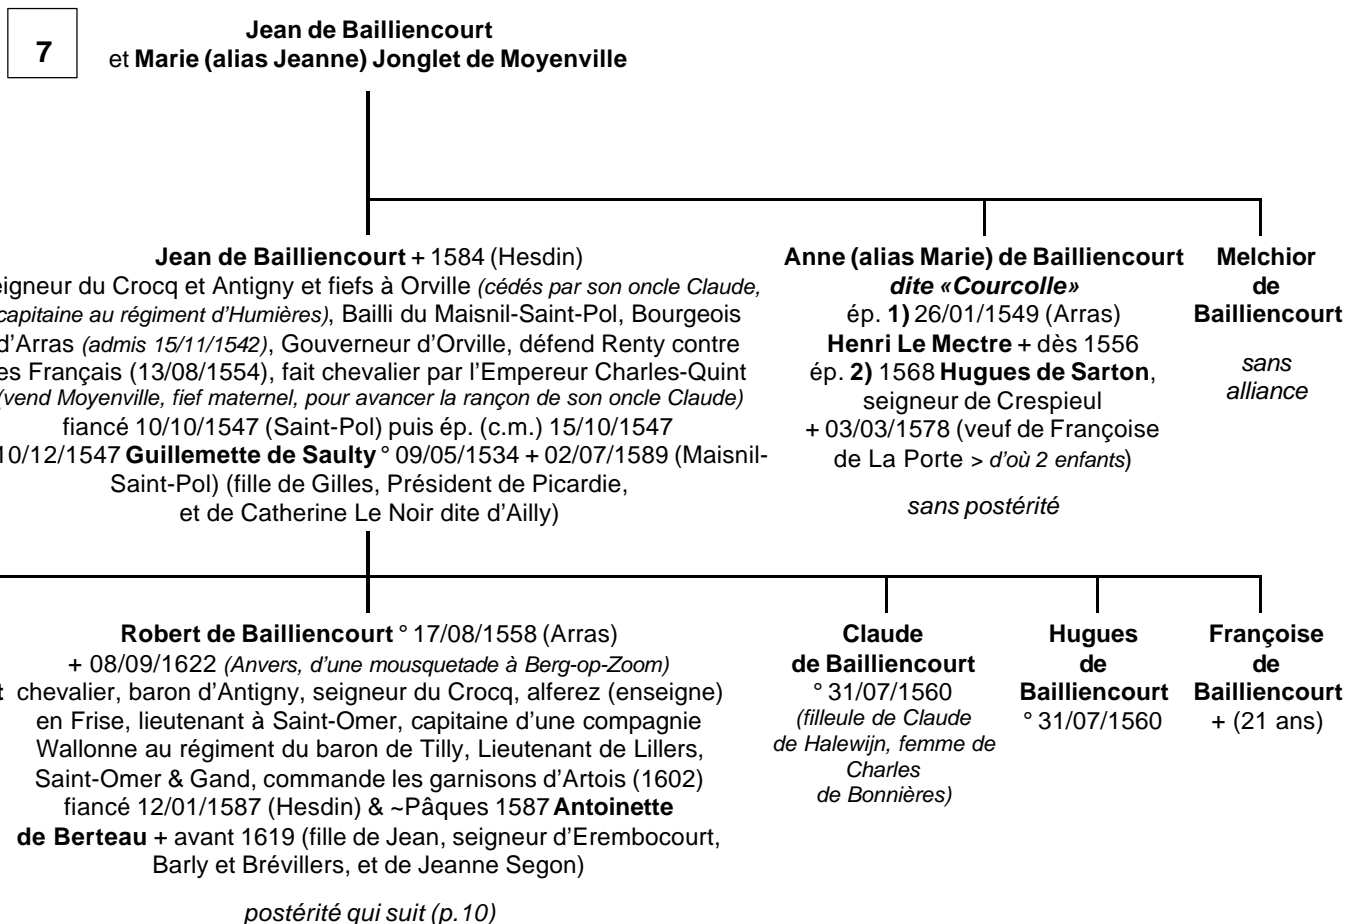 7
Jean de Bailliencourt
et Marie (alias Jeanne) Jonglet de Moyenville
Jean de Bailliencourt + 1584 (Hesdin)
eigneur du Crocq et Antigny et fiefs à Orville (cédés par son oncle Claude,
capitaine au régiment d'Humières), Bailli du Maisnil-Saint-Pol, Bourgeois
d'Arras (admis 15/11/1542), Gouverneur d'Orville, défend Renty contre
es Français (13/08/1554), fait chevalier par l'Empereur Charles-Quint
(vend Moyenville, fief maternel, pour avancer la rançon de son oncle Claude)
fiancé 10/10/1547 (Saint-Pol) puis ép. (c.m.) 15/10/1547
10/12/1547 Guillemette de Saulty ° 09/05/1534 + 02/07/1589 (Maisnil-
Saint-Pol) (fille de Gilles, Président de Picardie,
et de Catherine Le Noir dite d'Ailly)
Anne (alias Marie) de Bailliencourt
dite «Courcolle»
ép. 1) 26/01/1549 (Arras)
Henri Le Mectre + dès 1556
ép. 2) 1568 Hugues de Sarton,
seigneur de Crespieul
+ 03/03/1578 (veuf de Françoise
de La Porte > d'où 2 enfants)
sans postérité
Melchior
de
Bailliencourt
sans
alliance
Robert de Bailliencourt ° 17/08/1558 (Arras)
+ 08/09/1622 (Anvers, d'une mousquetade à Berg-op-Zoom)
t chevalier, baron d'Antigny, seigneur du Crocq, alferez (enseigne)
en Frise, lieutenant à Saint-Omer, capitaine d'une compagnie
Wallonne au régiment du baron de Tilly, Lieutenant de Lillers,
Saint-Omer & Gand, commande les garnisons d'Artois (1602)
fiancé 12/01/1587 (Hesdin) & ~Pâques 1587 Antoinette
de Berteau + avant 1619 (fille de Jean, seigneur d'Erembocourt,
Barly et Brévillers, et de Jeanne Segon)
postérité qui suit (p.10)
Claude
de Bailliencourt
° 31/07/1560
(filleule de Claude
de Halewijn, femme de
Charles
de Bonnières)
Hugues
de
Bailliencourt
° 31/07/1560
Françoise
de
Bailliencourt
+ (21 ans)